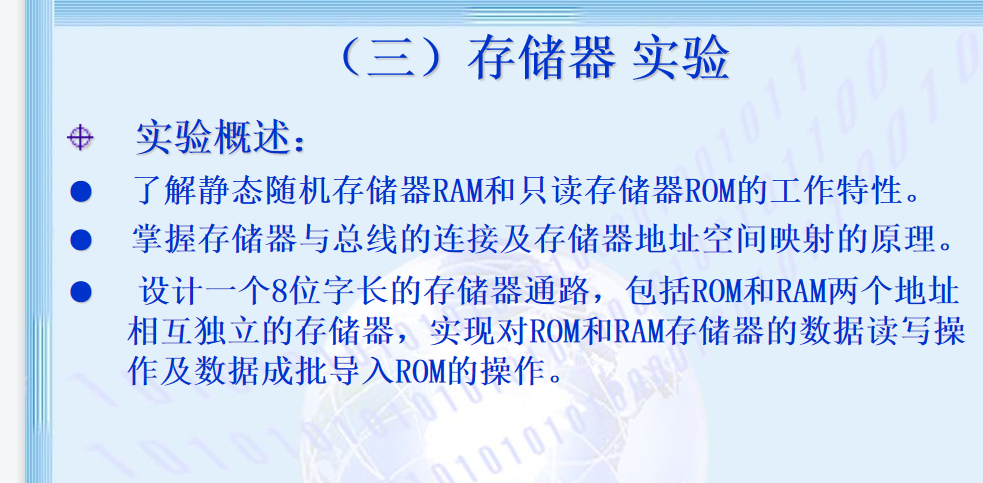 （三）存储器 实验
实验概述：
了解静态随机存储器RAM和只读存储器ROM的工作特性。
掌握存储器与总线的连接及存储器地址空间映射的原理。
设计一个8位字长的存储器通路，包括ROM和RAM两个地址
相互独立的存储器，实现对ROM和RAM存储器的数据读写操
作及数据成批导入ROM的操作。